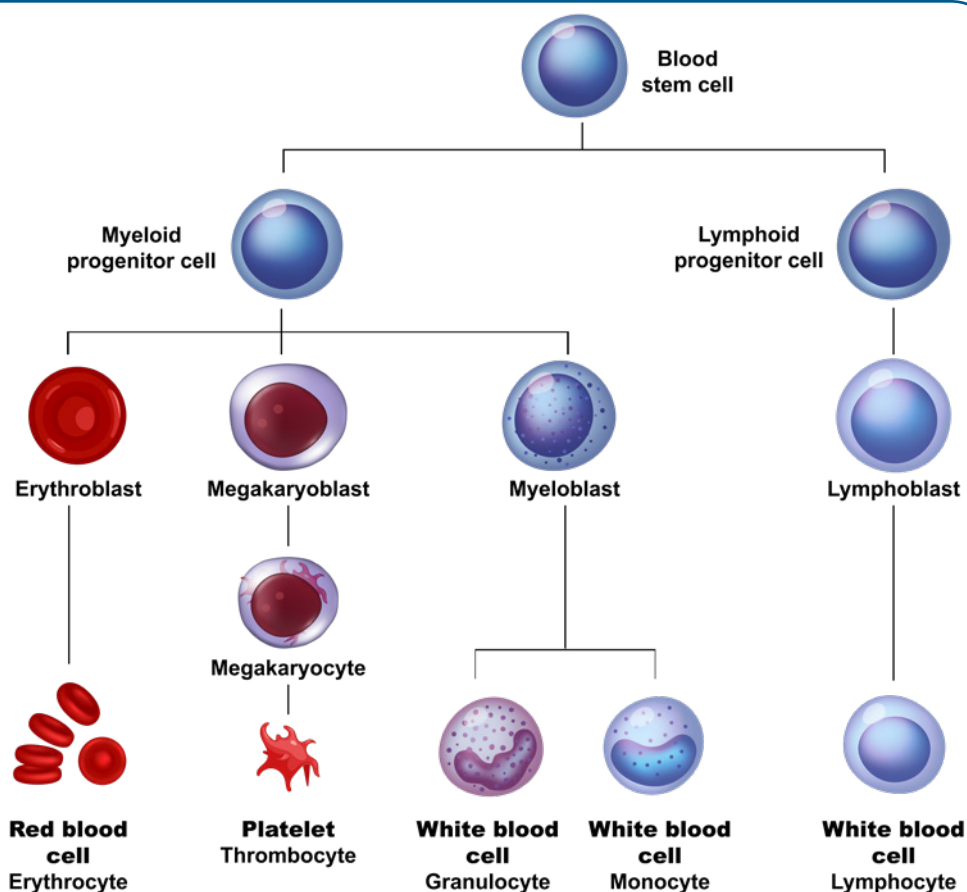 Blood
stem cell
Myeloid
progenitor cell
Lymphoid
progenitor cell
Erythroblast
Megakaryoblast
Myeloblast
Lymphoblast
Megakaryocyte
Red blood
cell
Erythrocyte
Platelet
Thrombocyte
White blood
cell
Granulocyte
White blood
cell
Monocyte
White blood
cell
Lymphocyte